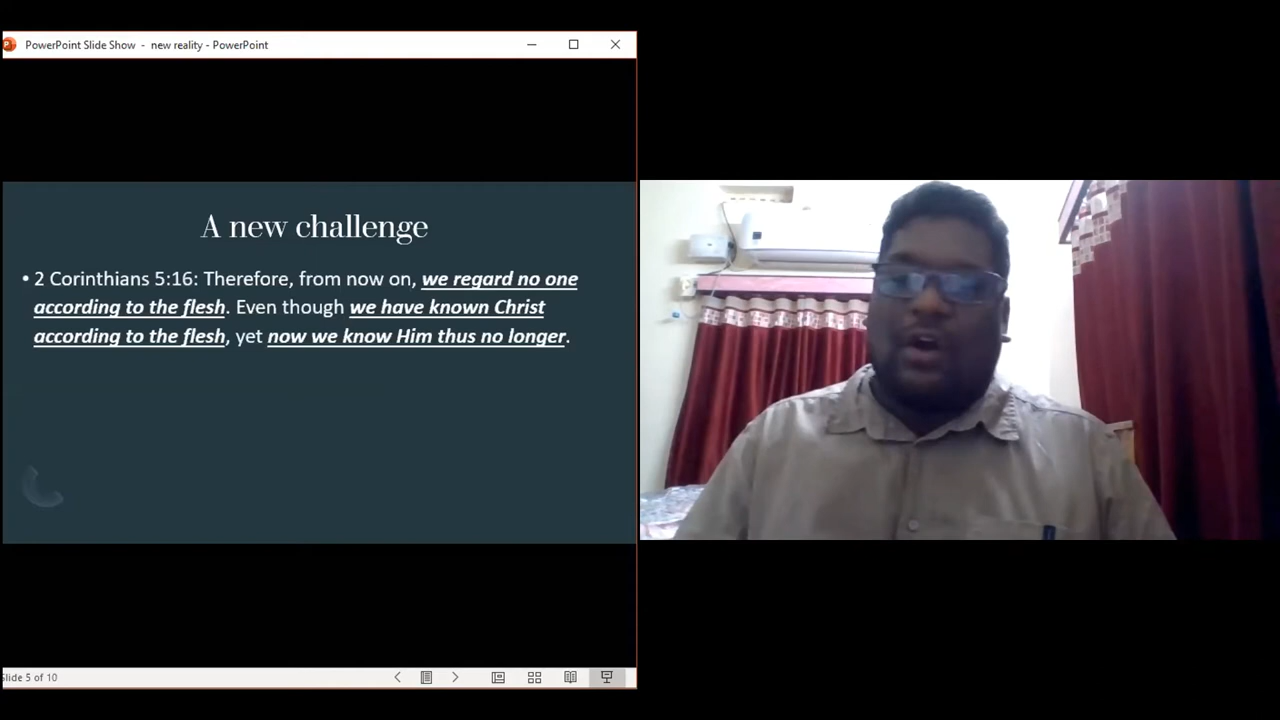 PowerPoint Slide Show - new reality - PowerPoint
A new challenge
• 2 Corinthians 5:16: Therefore, from now on, we regard no one
according to the flesh. Even though we have known Christ
according to the flesh, yet now we know Him thus no longer.
Slide 5 of 10